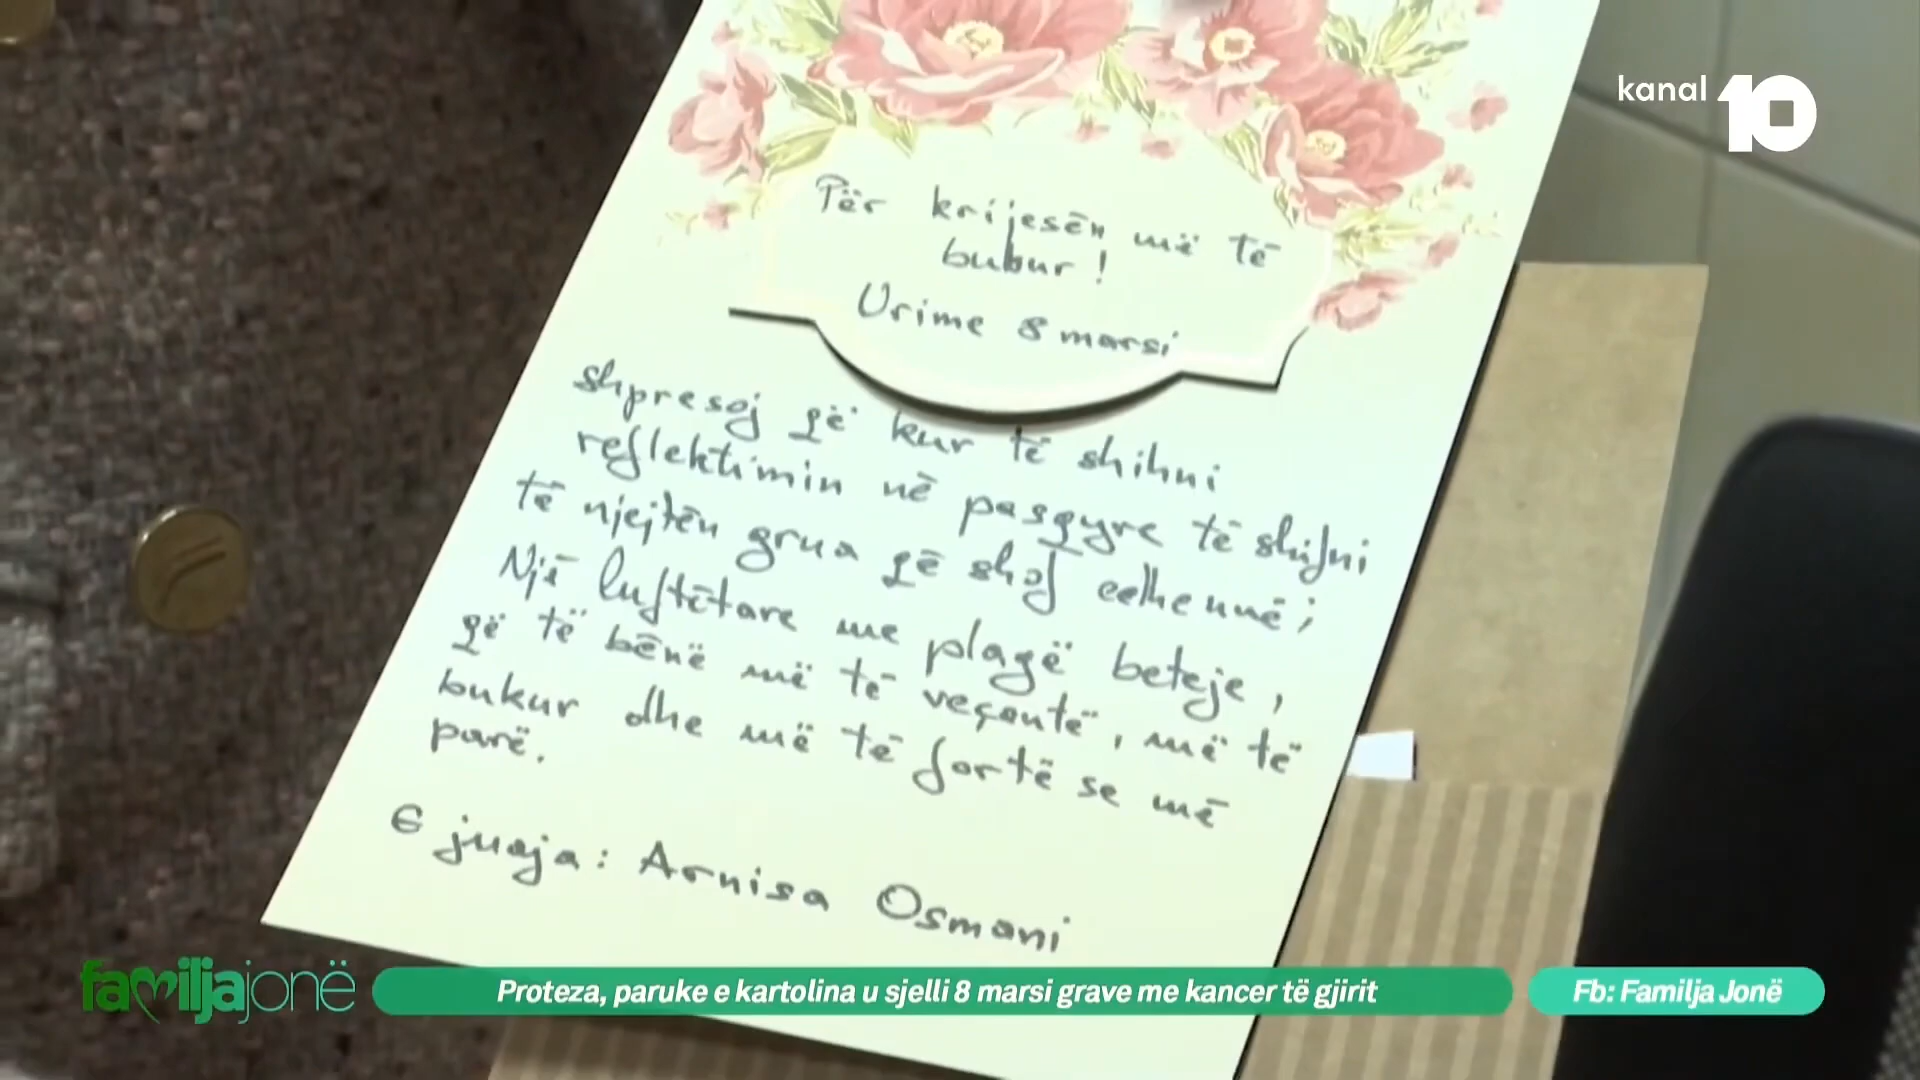 kanal 10
Për krijesën më të
bukur!
Urime 8 marsi
shpresoj që kur të shihni
reflektimin në pasqyre të shihni
të njejtën grua që shof edhe unë;
Një luftëtare me plagë beteje,
që të bënë më të veçantë, më të
bukur dhe më të fortë se më
parë.
E juaja: Arnisa Osmani
familjajonë
Proteza, paruke e kartolina u sjelli 8 marsi grave me kancer të gjirit
Fb: Familja Jonë